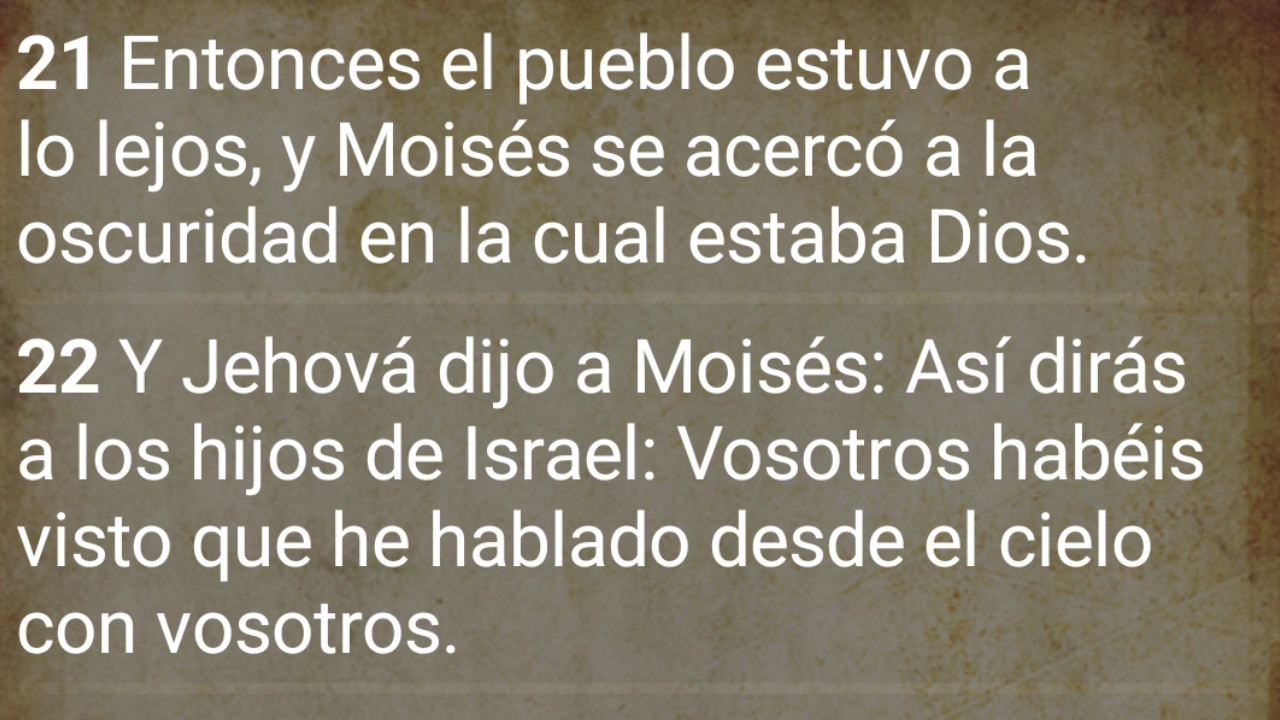 21 Entonces el pueblo estuvo a
lo lejos, y Moisés se acercó a la
oscuridad en la cual estaba Dios.
22 Y Jehová dijo a Moisés: Así dirás
a los hijos de Israel: Vosotros habéis
visto que he hablado desde el cielo
con vosotros.